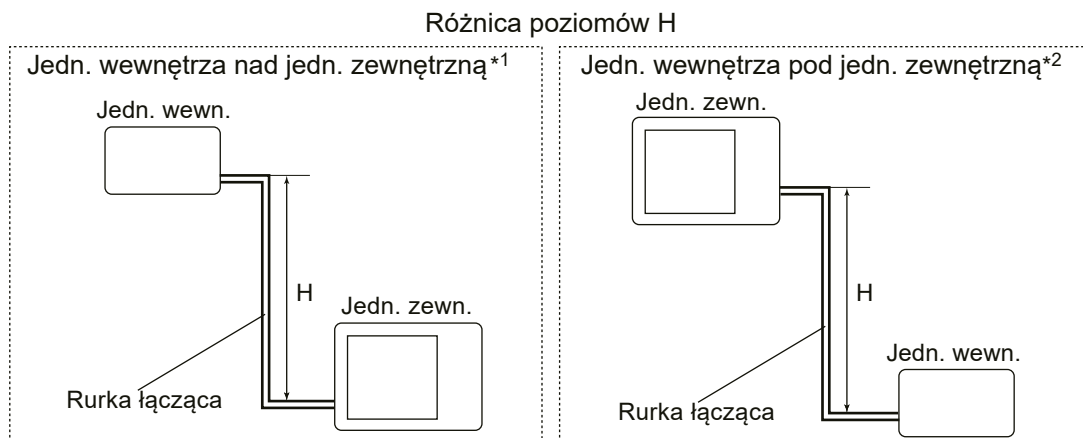 Różnica poziomów H
Jedn. wewnętrza nad jedn. zewnętrzną*1
Jedn. wewn.
H
Jedn. zewn.
Rurka łącząca
Jedn. wewnętrza pod jedn. zewnętrzną*2
Jedn. zewn.
H
Jedn. wewn.
Rurka łącząca